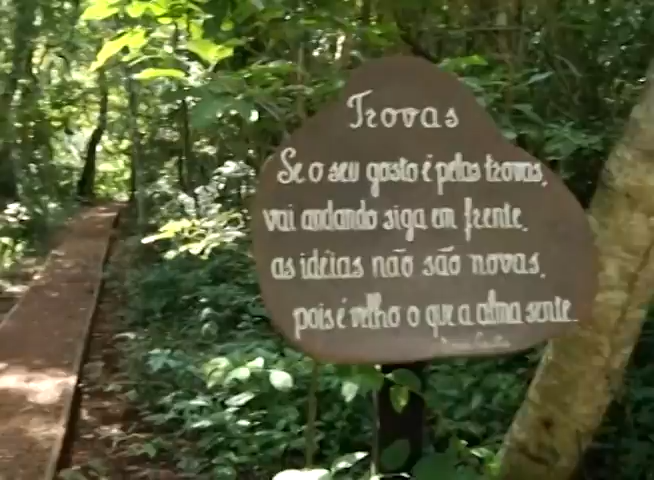 Trovas
Se o seu gosto é pelas trovas,
vai andando siga em frente.
as idéias não são novas.
pois é velho o que a alma sente.